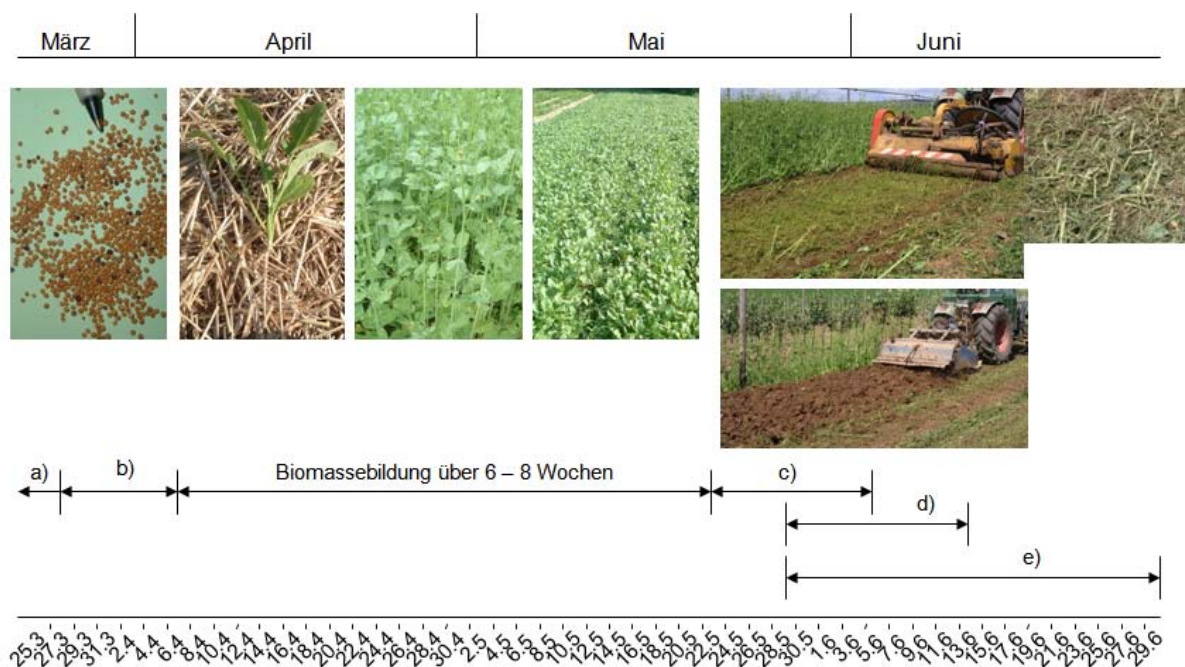 März April Mai Juni
a) b) Biomassebildung über 6 – 8 Wochen c)
d)
e)
25.3 27.3 29.3 31.3 2.4 4.4 6.4 8.4 10.4 12.4 14.4 16.4 18.4 20.4 22.4 24.4 26.4 28.4 30.4 2.5 4.5 6.5 8.5 10.5 12.5 14.5 16.5 18.5 20.5 22.5 24.5 26.5 28.5 30.5 1.6 3.6 5.6 7.6 9.6 11.6 13.6 15.6 17.6 19.6 21.6 23.6 25.6 27.6 29.6